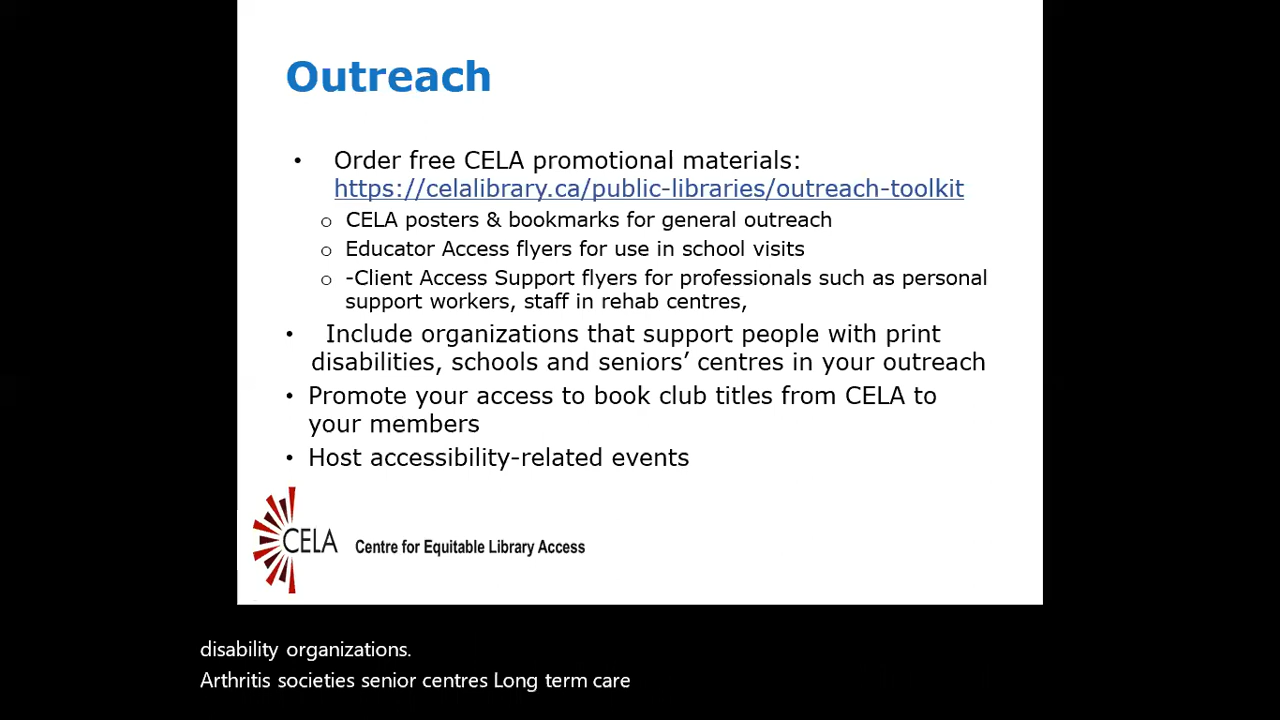 Outreach
• Order free CELA promotional materials:
https://celalibrary.ca/public-libraries/outreach-toolkit
o CELA posters & bookmarks for general outreach
o Educator Access flyers for use in school visits
o -Client Access Support flyers for professionals such as personal
support workers, staff in rehab centres,
• Include organizations that support people with print
disabilities, schools and seniors’ centres in your outreach
• Promote your access to book club titles from CELA to
your members
• Host accessibility-related events
CELA Centre for Equitable Library Access
disability organizations.
Arthritis societies senior centres Long term care